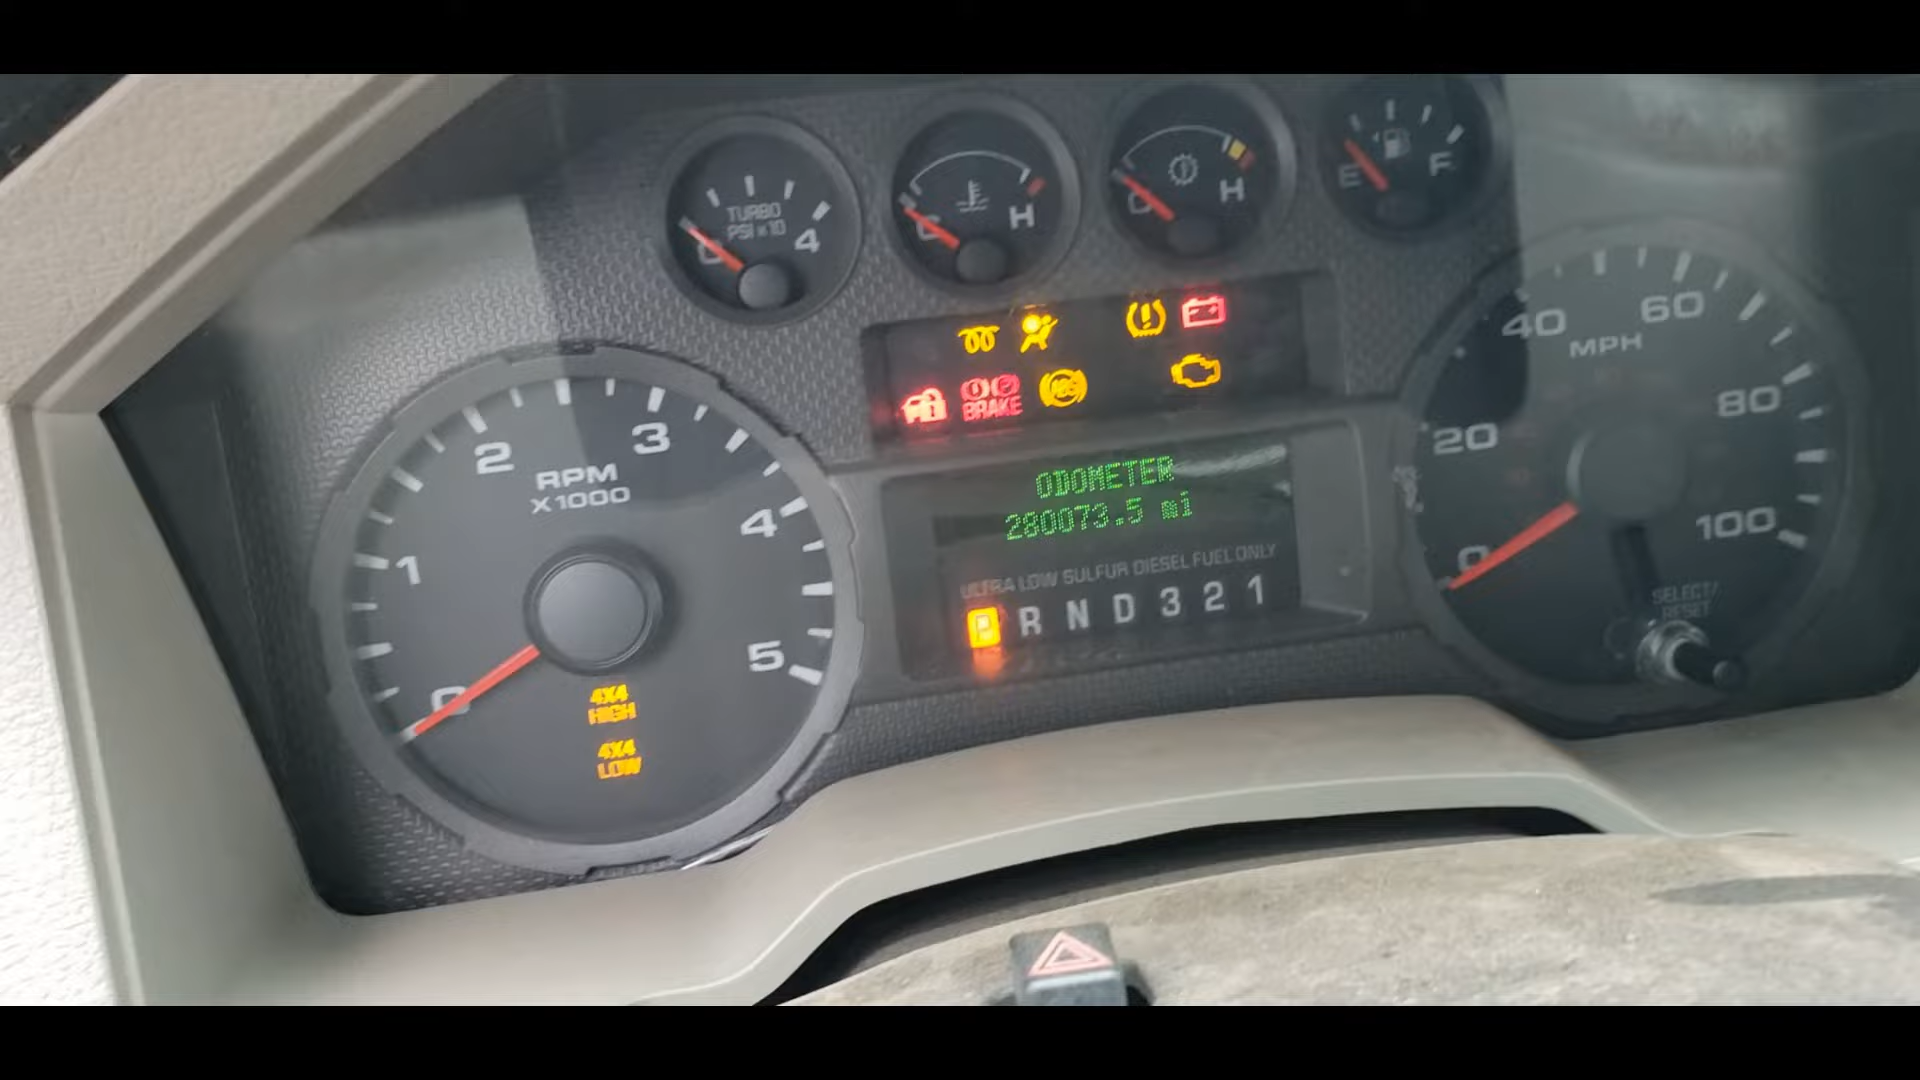 TURBO
PSI x 10
4
C
H
C
H
E
F
BRAKE
ABS
ODOMETER
280073.5 mi
ULTRA LOW SULFUR DIESEL FUEL ONLY
P R N D 3 2 1
RPM
X1000
0
1
2
3
4
5
4X4
HIGH
4X4
LOW
MPH
0
20
40
60
80
100
SELECT/
RESET